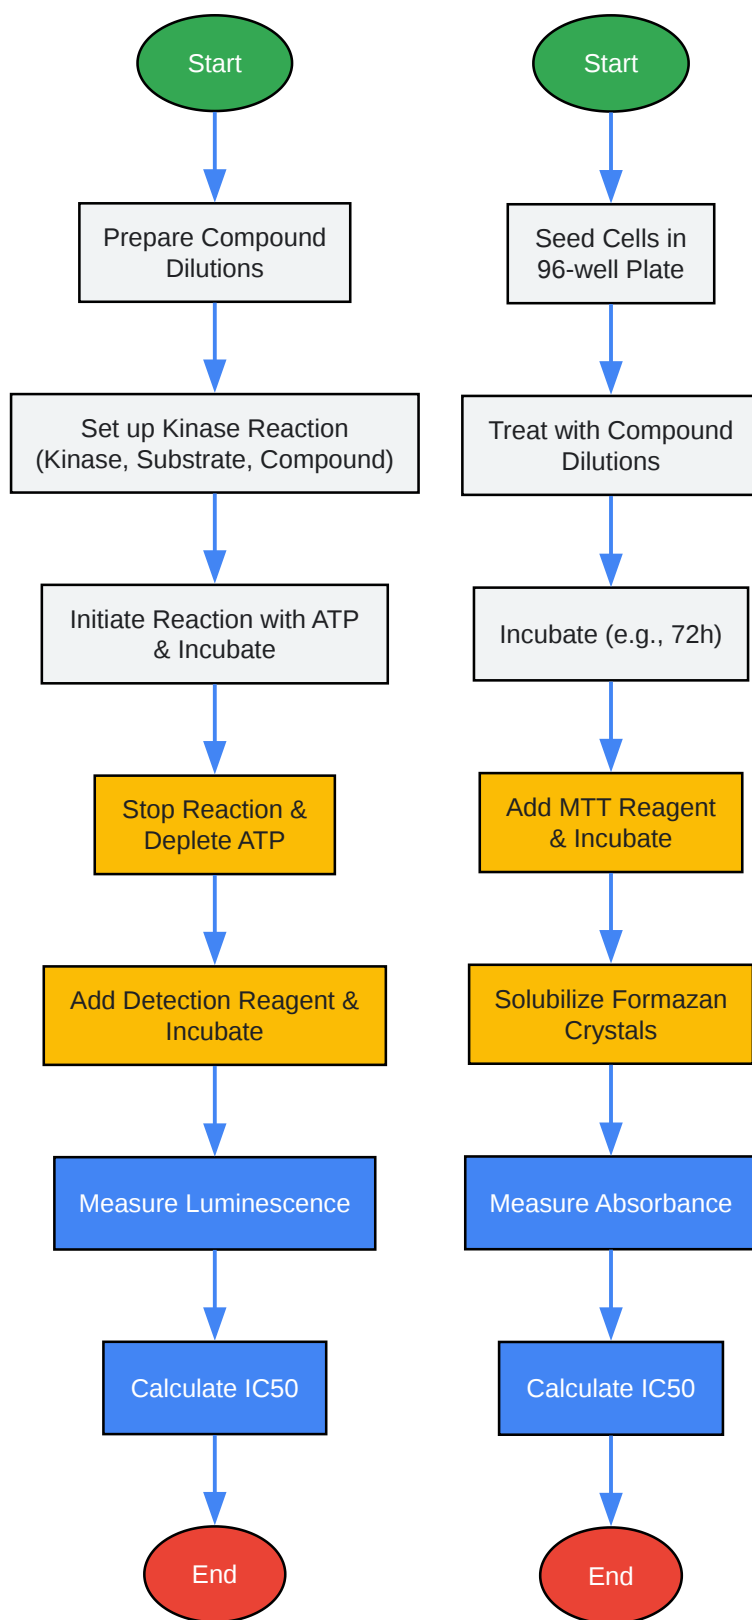 Start
Prepare Compound
Dilutions
Set up Kinase Reaction
(Kinase, Substrate, Compound)
Initiate Reaction with ATP
& Incubate
Stop Reaction &
Deplete ATP
Add Detection Reagent &
Incubate
Measure Luminescence
Calculate IC50
End
Start
Seed Cells in
96-well Plate
Treat with Compound
Dilutions
Incubate (e.g., 72h)
Add MTT Reagent
& Incubate
Solubilize Formazan
Crystals
Measure Absorbance
Calculate IC50
End